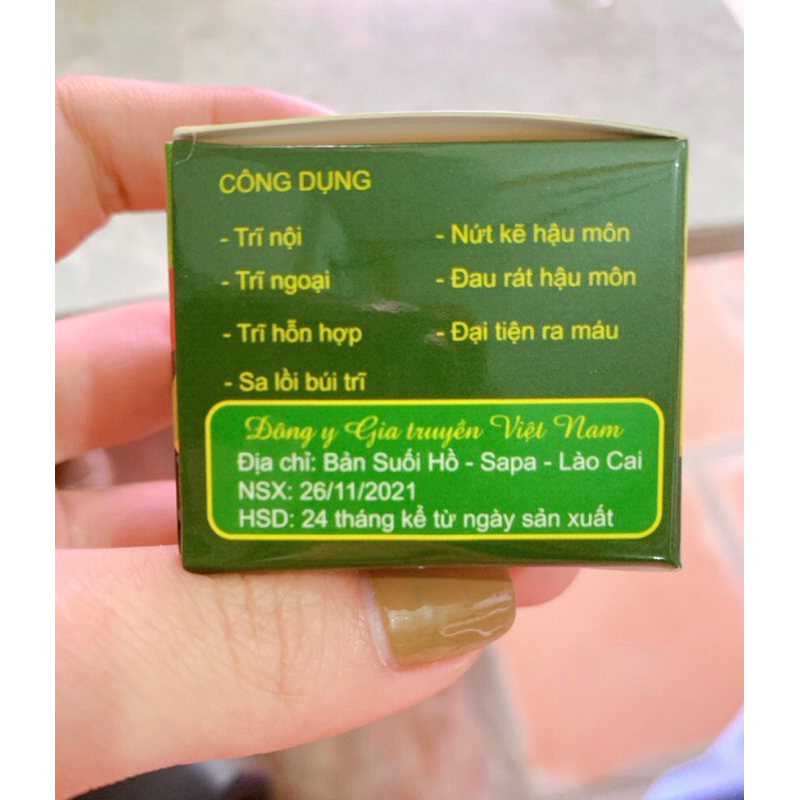 CÔNG DỤNG
- Trĩ nội
- Trĩ ngoại
- Trĩ hỗn hợp
- Sa lồi búi trĩ
- Nứt kẽ hậu môn
- Đau rát hậu môn
- Đại tiện ra máu
Đông y Gia truyền Việt Nam
Địa chỉ: Bản Suối Hồ - Sapa - Lào Cai
NSX: 26/11/2021
HSD: 24 tháng kể từ ngày sản xuất